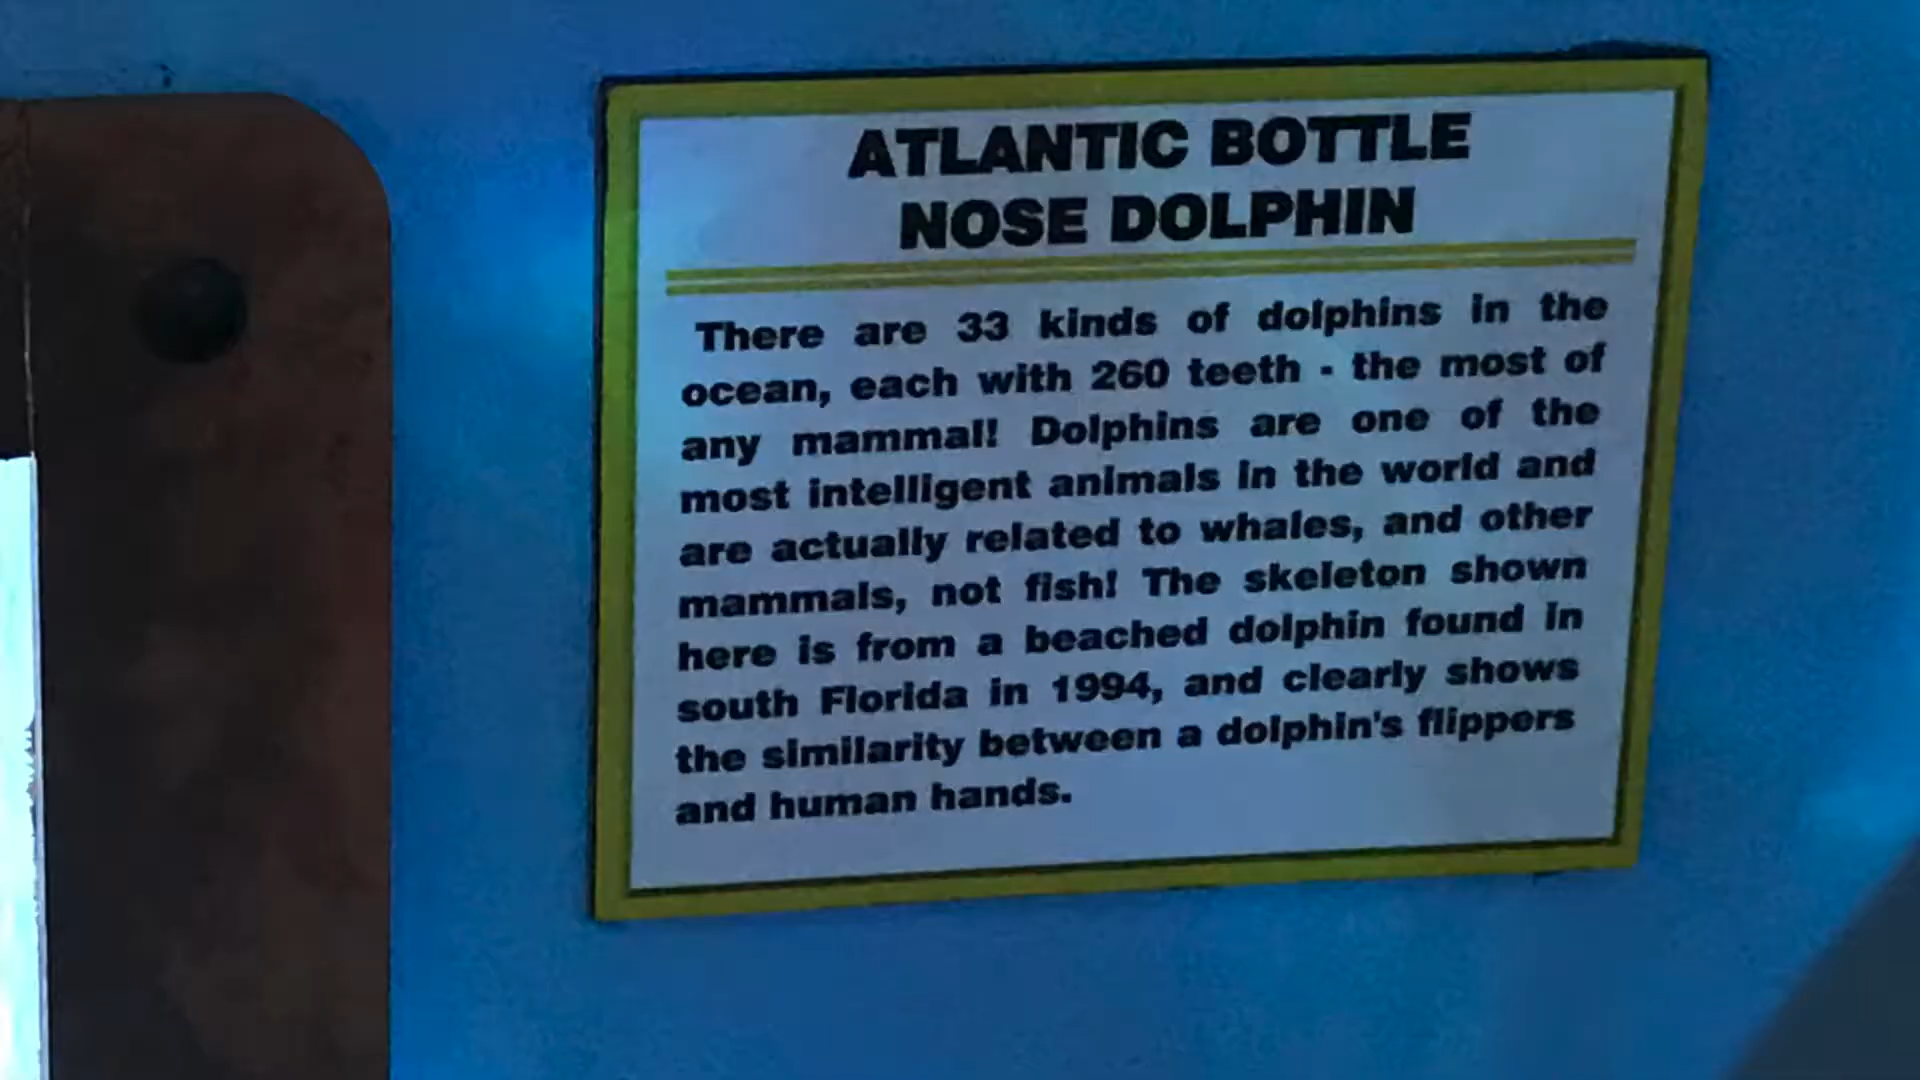 ATLANTIC BOTTLE
NOSE DOLPHIN
There are 33 kinds of dolphins in the
ocean, each with 260 teeth - the most of
any mammal! Dolphins are one of the
most intelligent animals in the world and
are actually related to whales, and other
mammals, not fish! The skeleton shown
here is from a beached dolphin found in
south Florida in 1994, and clearly shows
the similarity between a dolphin's flippers
and human hands.